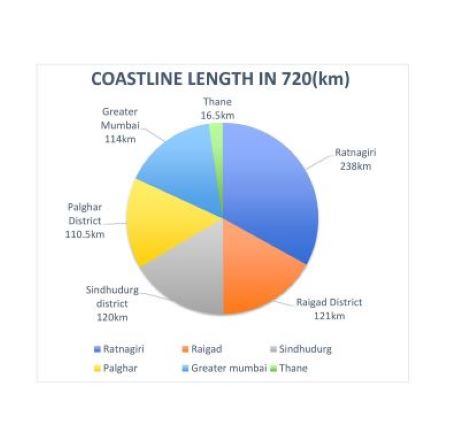 COASTLINE LENGTH IN 720(km)
Thane
16.5km
Greater
Mumbai
114km
Ratnagiri
238km
Palghar
District
110.5km
Sindhudurg
district
120km
Raigad District
121km
Ratnagiri
Raigad
Sindhudurg
Palghar
Greater mumbai
Thane